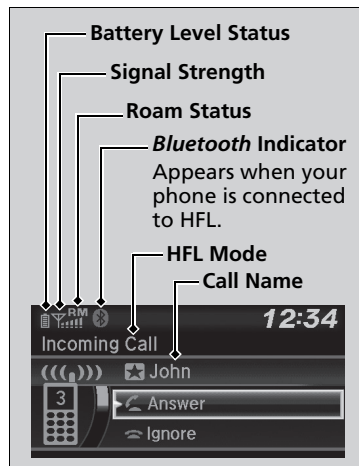 Battery Level Status
Signal Strength
Roam Status
Bluetooth Indicator
Appears when your
phone is connected
to HFL.
HFL Mode
Call Name
RM
12:34
Incoming Call
John
3
Answer
Ignore